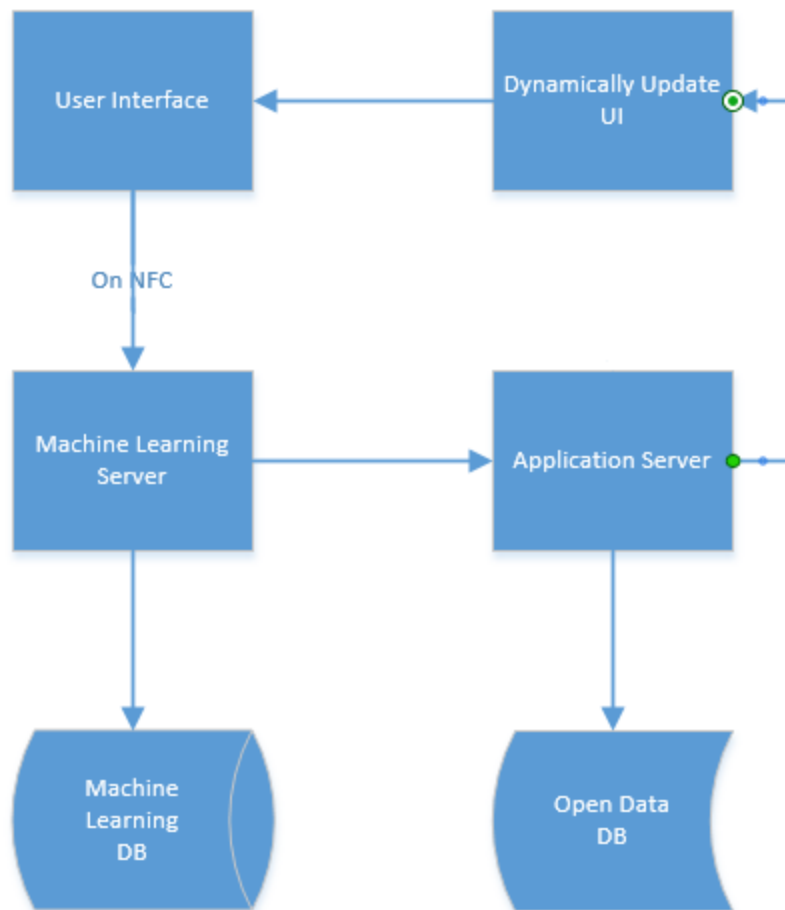 User Interface
Dynamically Update
UI
On NFC
Machine Learning
Server
Application Server
Machine
Learning
DB
Open Data
DB